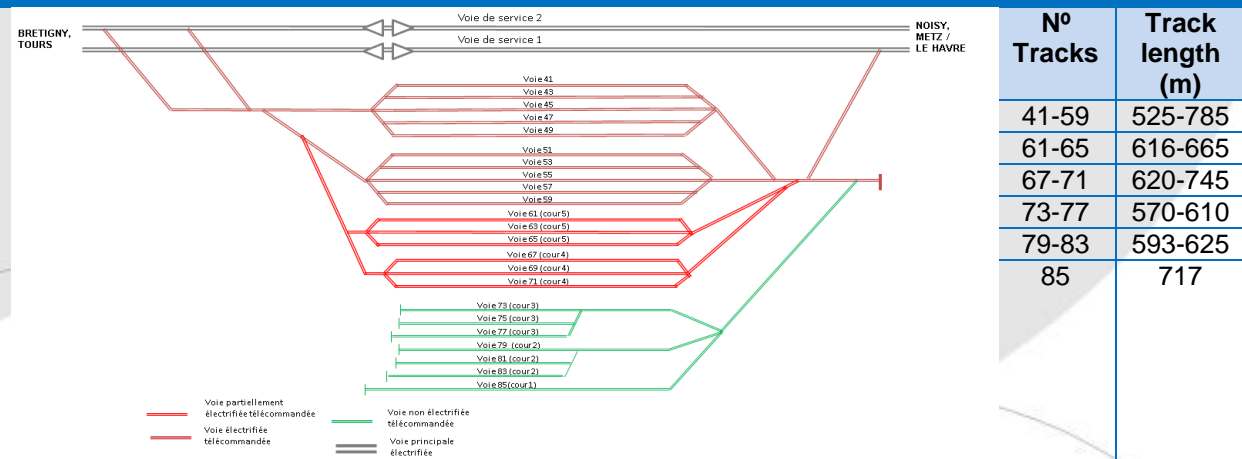 Voie de service 2
BRETIGNY,
TOURS
Voie de service 1
NOISY,
METZ /
LE HAVRE
Voie 41
Voie 43
Voie 45
Voie 47
Voie 49
Voie 51
Voie 53
Voie 55
Voie 57
Voie 59
Voie 61 (cour5)
Voie 63 (cour5)
Voie 65 (cour5)
Voie 67 (cour4)
Voie 69 (cour4)
Voie 71 (cour4)
Voie 73 (cour3)
Voie 75 (cour3)
Voie 77 (cour3)
Voie 79 (cour2)
Voie 81 (cour2)
Voie 83 (cour2)
Voie 85(cour1)
Voie partiellement
électrifiée télécommandée
Voie électrifiée
télécommandée
Voie non électrifiée
télécommandée
Voie principale
électrifiée
Nº Track
Tracks length
(m)
41-59 525-785
61-65 616-665
67-71 620-745
73-77 570-610
79-83 593-625
85 717